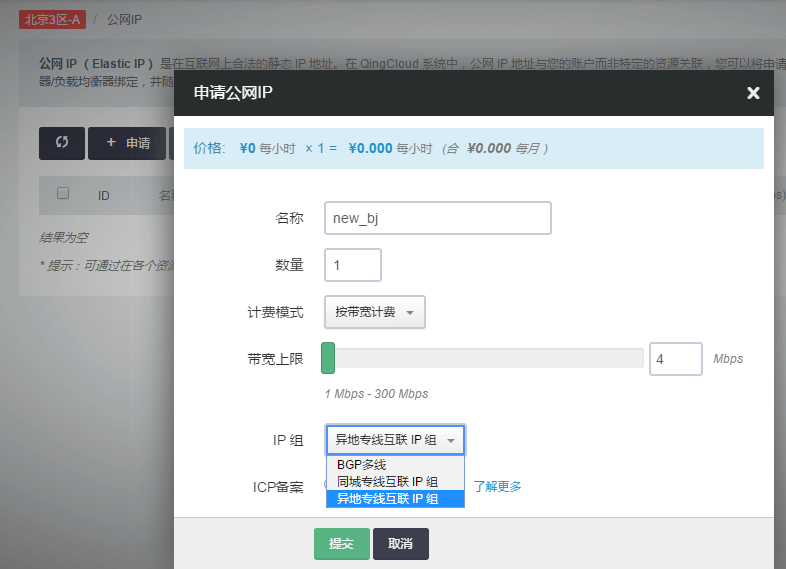 北京3区-A / 公网IP
公网 IP（ Elastic IP ）是在互联网上合法的静态 IP 地址。在 QingCloud 系统中，公网 IP 地址与您的账户而非特定的资源关联，您可以将申请
器/负载均衡器绑定，并随
申请公网IP
价格: ¥0 每小时 × 1 = ¥0.000 每小时 (合 ¥0.000 每月 )
+ 申请
ID
名称 new_bj
结果为空
* 提示：可通过在各个资源
数量 1
计费模式 按带宽计费
带宽上限 4 Mbps
1 Mbps - 300 Mbps
IP 组 异地专线互联 IP 组
BGP多线
同城专线互联 IP 组
异地专线互联 IP 组
ICP备案 了解更多
提交 取消